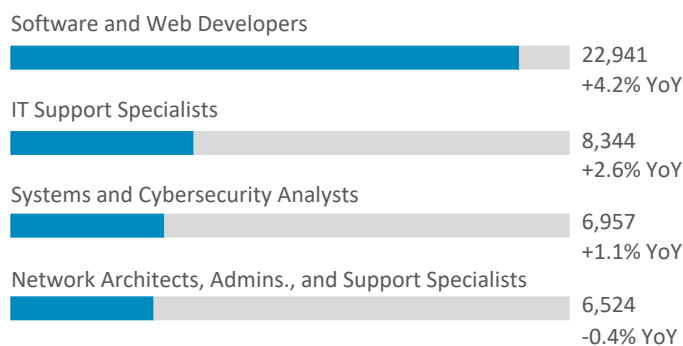 Software and Web Developers
22,941
+4.2% YoY
IT Support Specialists
8,344
+2.6% YoY
Systems and Cybersecurity Analysts
6,957
+1.1% YoY
Network Architects, Admins., and Support Specialists
6,524
-0.4% YoY